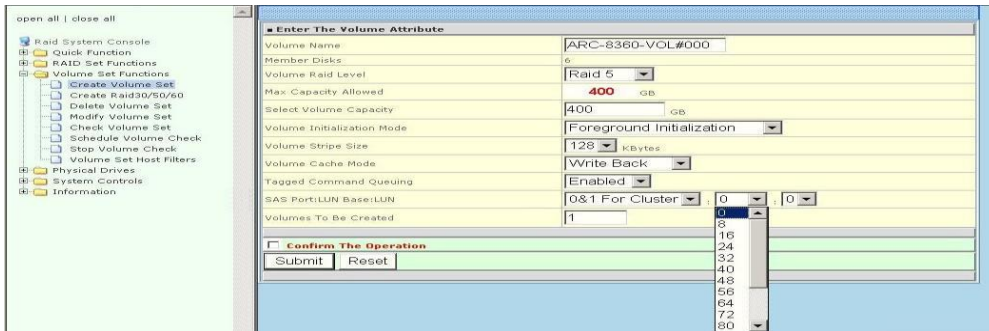 open all | close all
Raid System Console
Quick Function
RAID Set Functions
Volume Set Functions
Create Volume Set
Create Raid30/50/60
Delete Volume Set
Modify Volume Set
Check Volume Set
Schedule Volume Check
Stop Volume Check
Volume Set Host Filters
Physical Drives
System Controls
Information
Enter The Volume Attribute
Volume Name ARC-8360-VOL#000
Member Disks 6
Volume Raid Level Raid 5
Max Capacity Allowed 400 GB
Select Volume Capacity 400 GB
Volume Initialization Mode Foreground Initialization
Volume Stripe Size 128 KBytes
Volume Cache Mode Write Back
Tagged Command Queuing Enabled
SAS Port:LUN Base:LUN 0&1 For Cluster : 0 : 0
Volumes To Be Created 1
0
8
16
24
32
40
48
56
64
72
80
Confirm The Operation
Submit Reset